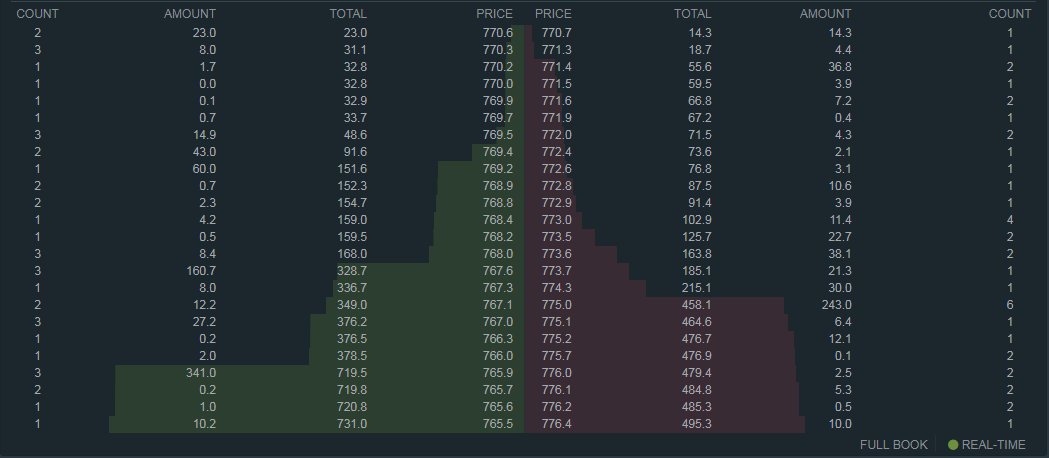 COUNT AMOUNT TOTAL PRICE PRICE TOTAL AMOUNT COUNT
2 23.0 23.0 770.6 770.7 14.3 14.3 1
3 8.0 31.1 770.3 771.3 18.7 4.4 1
1 1.7 32.8 770.2 771.4 55.6 36.8 2
1 0.0 32.8 770.0 771.5 59.5 3.9 1
1 0.1 32.9 769.9 771.6 66.8 7.2 2
1 0.7 33.7 769.7 771.9 67.2 0.4 1
3 14.9 48.6 769.5 772.0 71.5 4.3 2
2 43.0 91.6 769.4 772.4 73.6 2.1 1
1 60.0 151.6 769.2 772.6 76.8 3.1 1
2 0.7 152.3 768.9 772.8 87.5 10.6 1
2 2.3 154.7 768.8 772.9 91.4 3.9 1
1 4.2 159.0 768.4 773.0 102.9 11.4 4
1 0.5 159.5 768.2 773.5 125.7 22.7 2
3 8.4 168.0 768.0 773.6 163.8 38.1 2
3 160.7 328.7 767.6 773.7 185.1 21.3 1
1 8.0 336.7 767.3 774.3 215.1 30.0 1
2 12.2 349.0 767.1 775.0 458.1 243.0 6
3 27.2 376.2 767.0 775.1 464.6 6.4 1
1 0.2 376.5 766.3 775.2 476.7 12.1 1
1 2.0 378.5 766.0 775.7 476.9 0.1 2
3 341.0 719.5 765.9 776.0 479.4 2.5 2
2 0.2 719.8 765.7 776.1 484.8 5.3 2
1 1.0 720.8 765.6 776.2 485.3 0.5 2
1 10.2 731.0 765.5 776.4 495.3 10.0 1
FULL BOOK REAL-TIME